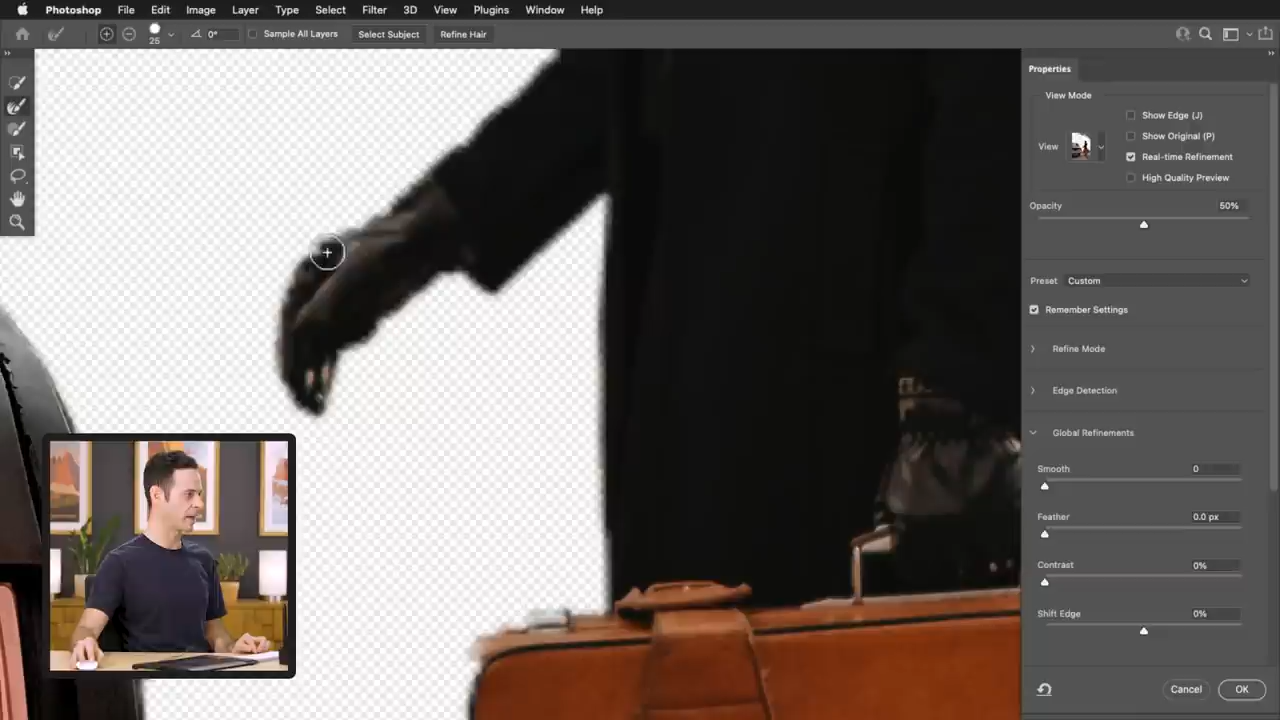 Photoshop File Edit Image Layer Type Select Filter 3D View Plugins Window Help
25 0° Sample All Layers Select Subject Refine Hair
Properties
View Mode
Show Edge (J)
Show Original (P)
View
Real-time Refinement
High Quality Preview
Opacity 50%
Preset Custom
Remember Settings
Refine Mode
Edge Detection
Global Refinements
Smooth 0
Feather 0.0 px
Contrast 0%
Shift Edge 0%
Cancel OK